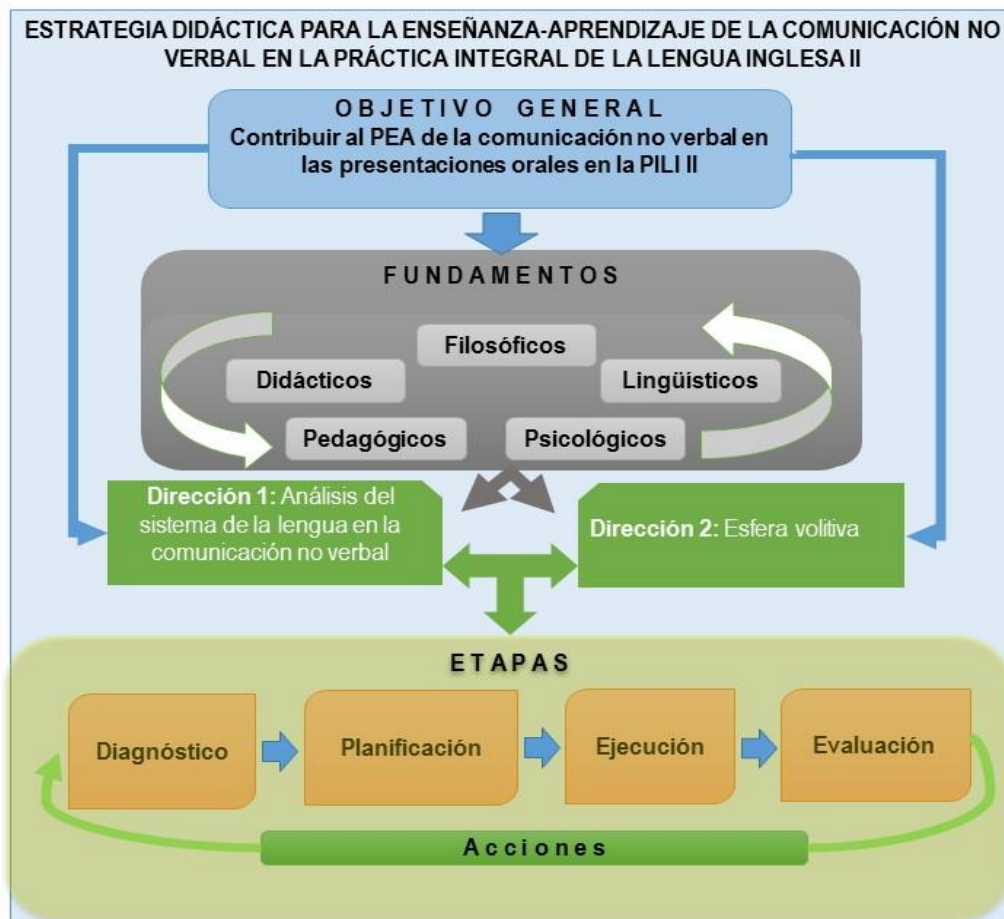 ESTRATEGIA DIDÁCTICA PARA LA ENSEÑANZA-APRENDIZAJE DE LA COMUNICACIÓN NO
VERBAL EN LA PRÁCTICA INTEGRAL DE LA LENGUA INGLESA II
OBJETIVO GENERAL
Contribuir al PEA de la comunicación no verbal en
las presentaciones orales en la PILI II
FUNDAMENTOS
Filosóficos
Didácticos
Lingüísticos
Pedagógicos
Psicológicos
Dirección 1: Análisis del
sistema de la lengua en la
comunicación no verbal
Dirección 2: Esfera volitiva
ETAPAS
Diagnóstico
Planificación
Ejecución
Evaluación
Acciones